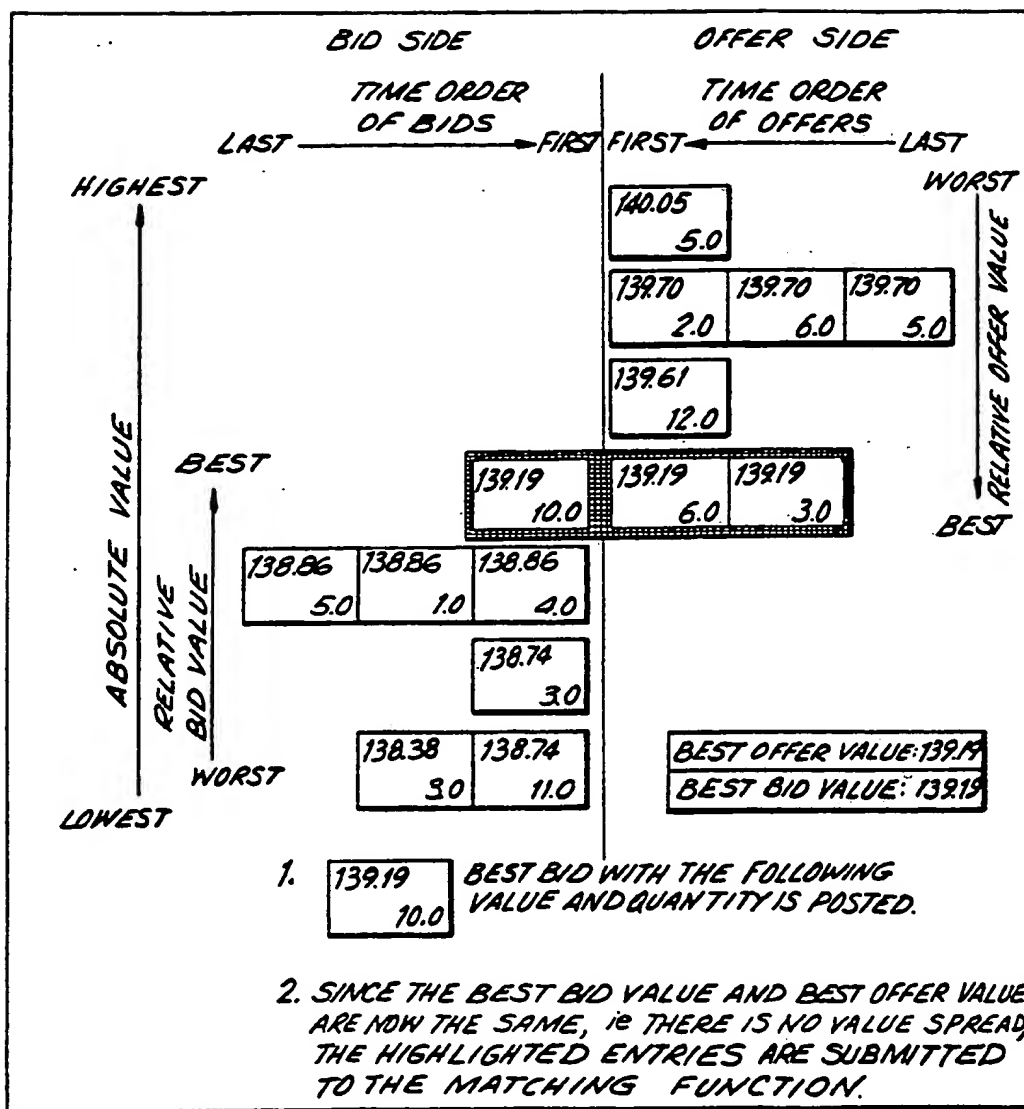 BID SIDE
OFFER SIDE
TIME ORDER
OF BIDS
TIME ORDER
OF OFFERS
LAST FIRST FIRST LAST
HIGHEST
WORST
140.05
5.0
139.70 139.70 139.70
2.0 6.0 5.0
139.61
12.0
RELATIVE OFFER VALUE
BEST
139.19 139.19 139.19
10.0 6.0 3.0
BEST
ABSOLUTE VALUE
RELATIVE
BID VALUE
138.86 138.86 138.86
5.0 1.0 4.0
138.74
3.0
138.38 138.74
3.0 11.0
WORST
LOWEST
BEST OFFER VALUE: 139.19
BEST BID VALUE: 139.19
1. 139.19
10.0
BEST BID WITH THE FOLLOWING
VALUE AND QUANTITY IS POSTED.
2. SINCE THE BEST BID VALUE AND BEST OFFER VALUE
ARE NOW THE SAME, ie THERE IS NO VALUE SPREAD,
THE HIGHLIGHTED ENTRIES ARE SUBMITTED
TO THE MATCHING FUNCTION.